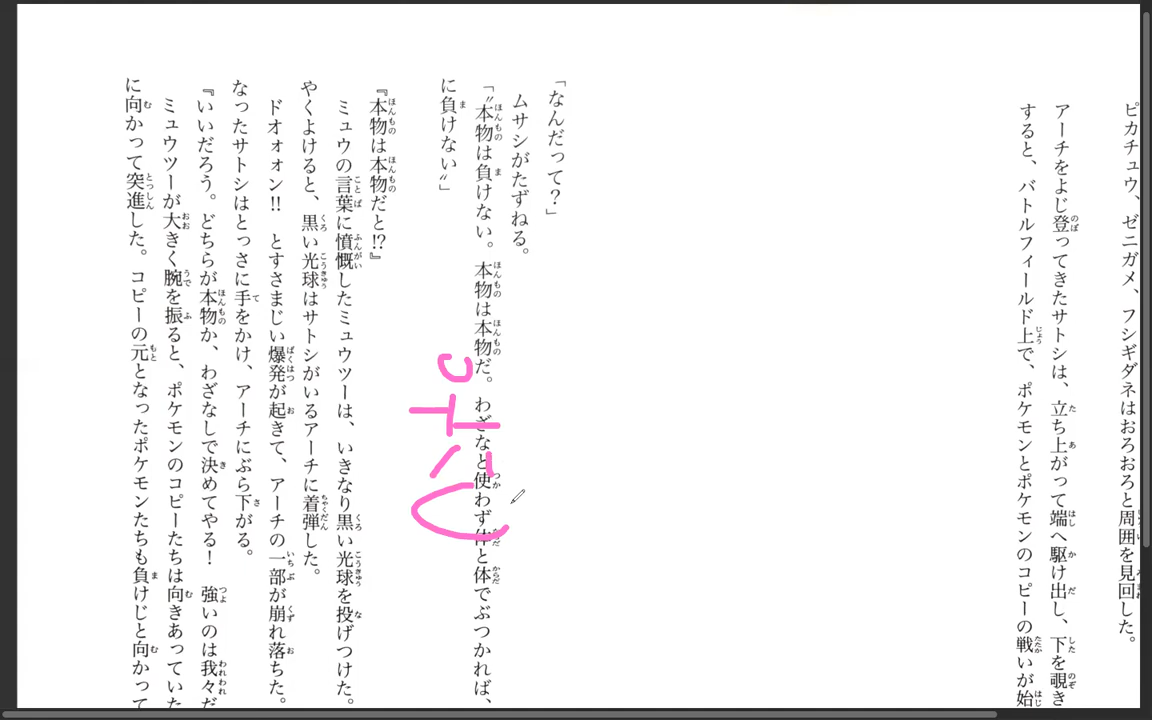 ピカチュウ、ゼニガメ、フシギダネはおろおろと周囲を見回した。
アーチをよじ登ってきたサトシは、立ち上がって端へ駆け出し、下を覗き
すると、バトルフィールド上で、ポケモンとポケモンのコピーの戦いが始
「なんだって？」
ムサシがたずねる。
「〝本物は負けない。本物は本物だ。わざなと使わず体と体でぶつかれば、
に負けない〟」
『本物は本物だと!?』
ミュウの言葉に憤慨したミュウツーは、いきなり黒い光球を投げつけた。
やくよけると、黒い光球はサトシがいるアーチに着弾した。
ドオォォン!!　とすさまじい爆発が起きて、アーチの一部が崩れ落ちた。
なったサトシはとっさに手をかけ、アーチにぶら下がる。
『いいだろう。どちらが本物か、わざなしで決めてやる！　強いのは我々だ
ミュウツーが大きく腕を振ると、ポケモンのコピーたちは向きあっていた
に向かって突進した。コピーの元となったポケモンたちも負けじと向かって